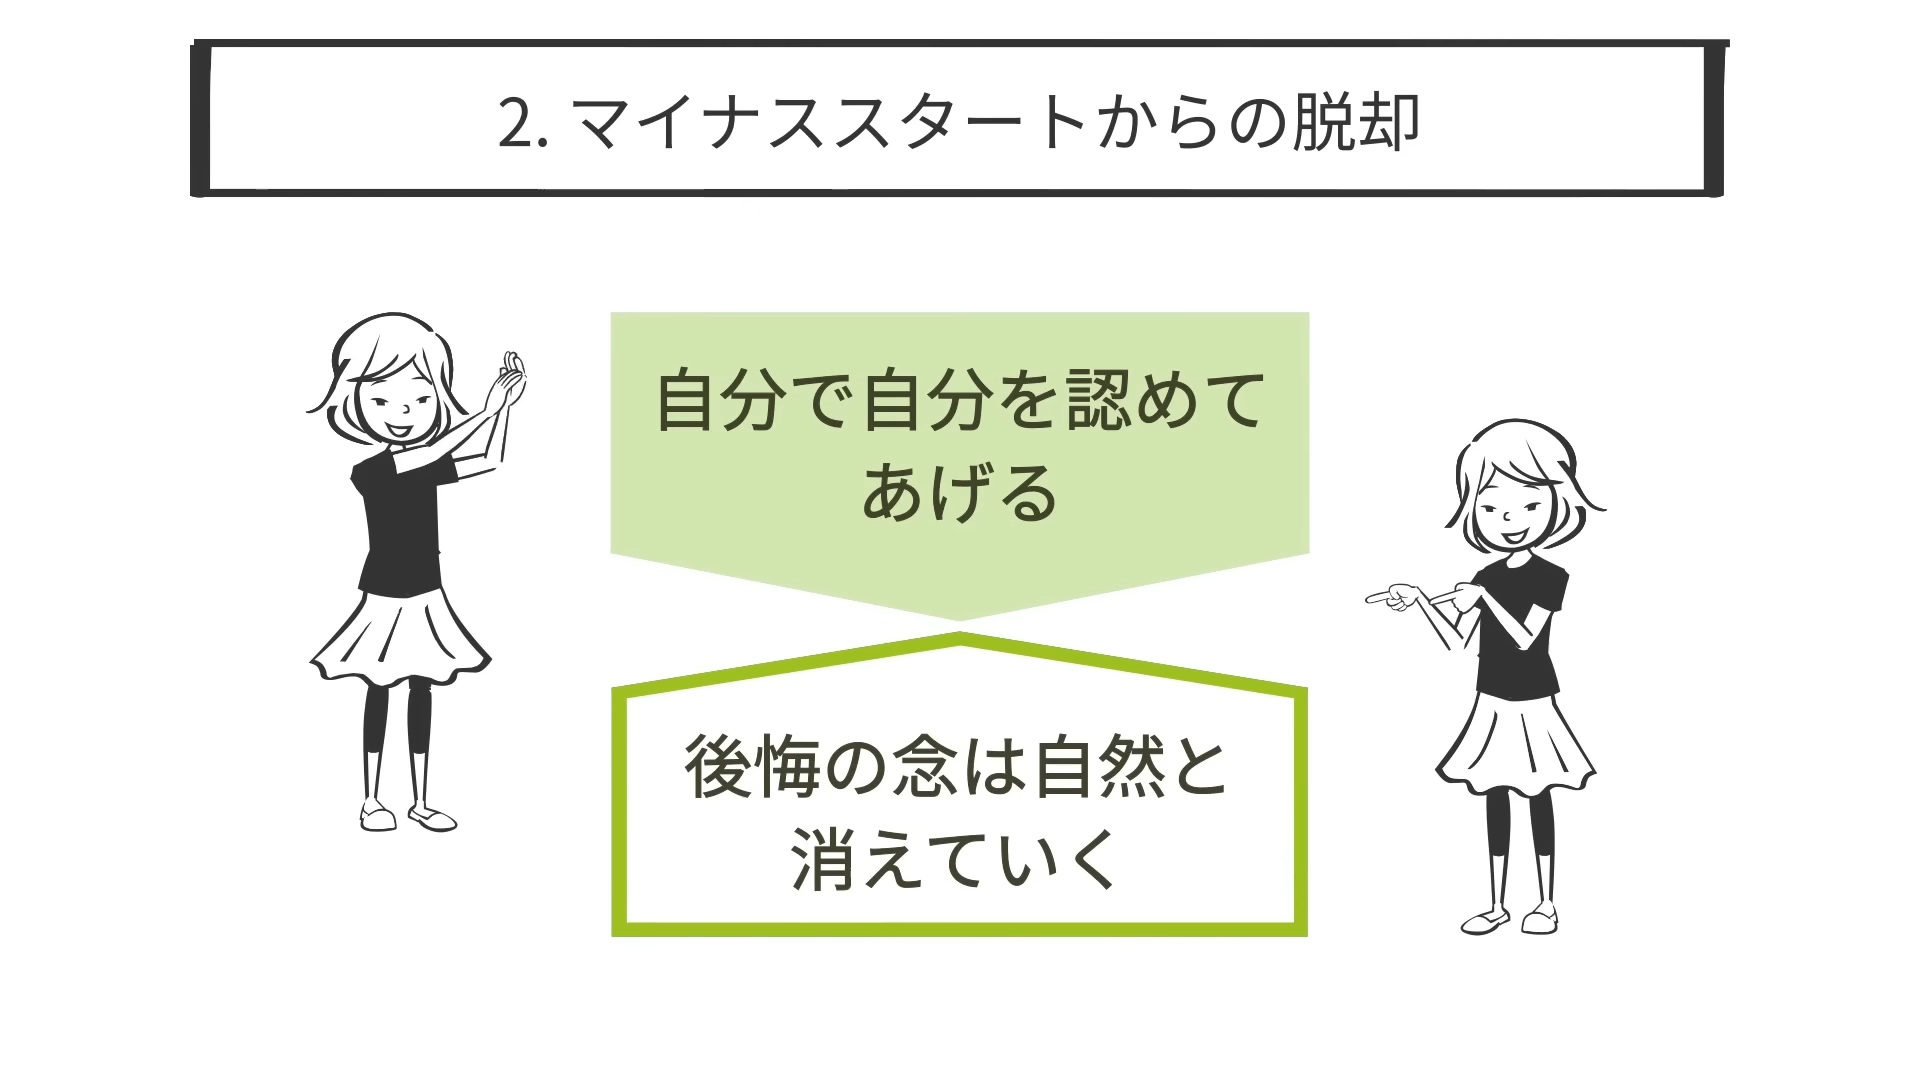 2. マイナススタートからの脱却
自分で自分を認めて
あげる
後悔の念は自然と
消えていく